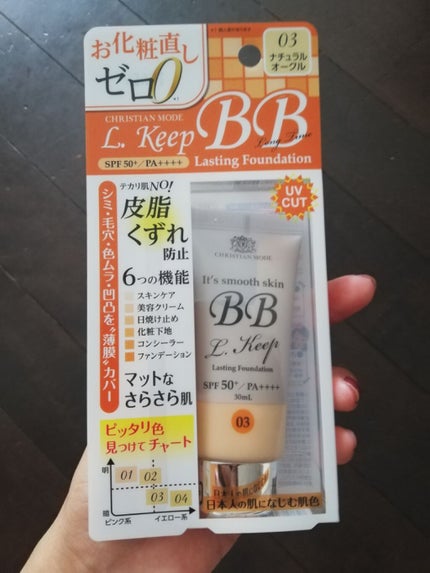 お化粧直し
ゼロ0
03
ナチュラル
オークル
CHRISTIAN MODE
L. Keep BB
Long Time
SPF 50+/PA++++
Lasting Foundation
UV
CUT
シミ・毛穴・色ムラ・凹凸を"薄膜"カバー
テカリ肌NO!
皮脂
くずれ
防止
6つの機能
スキンケア
美容クリーム
日焼け止め
化粧下地
コンシーラー
ファンデーション
マットな
さらさら肌
CHRISTIAN MODE
It's smooth skin
BB
L. Keep
Lasting Foundation
SPF 50+/PA++++
30mL
03
ピッタリ色
見つけてチャート
明
01 02
03 04
暗
ピンク系
イエロー系
日本人の肌になじむ肌色